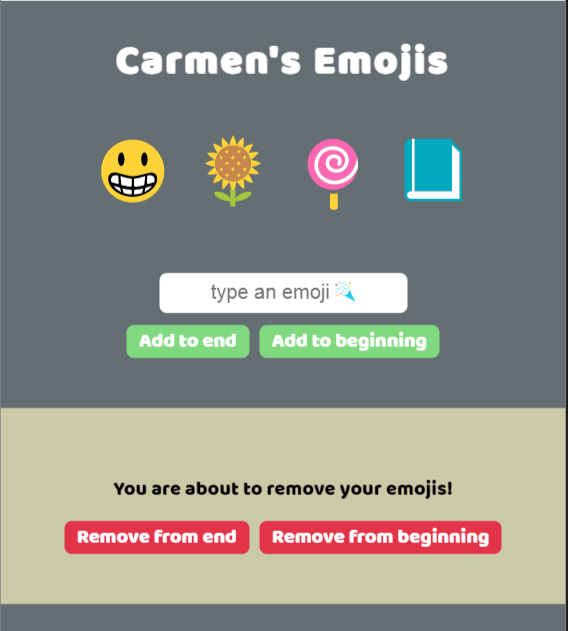 Carmen's Emojis
type an emoji 🎉
Add to end Add to beginning
You are about to remove your emojis!
Remove from end Remove from beginning